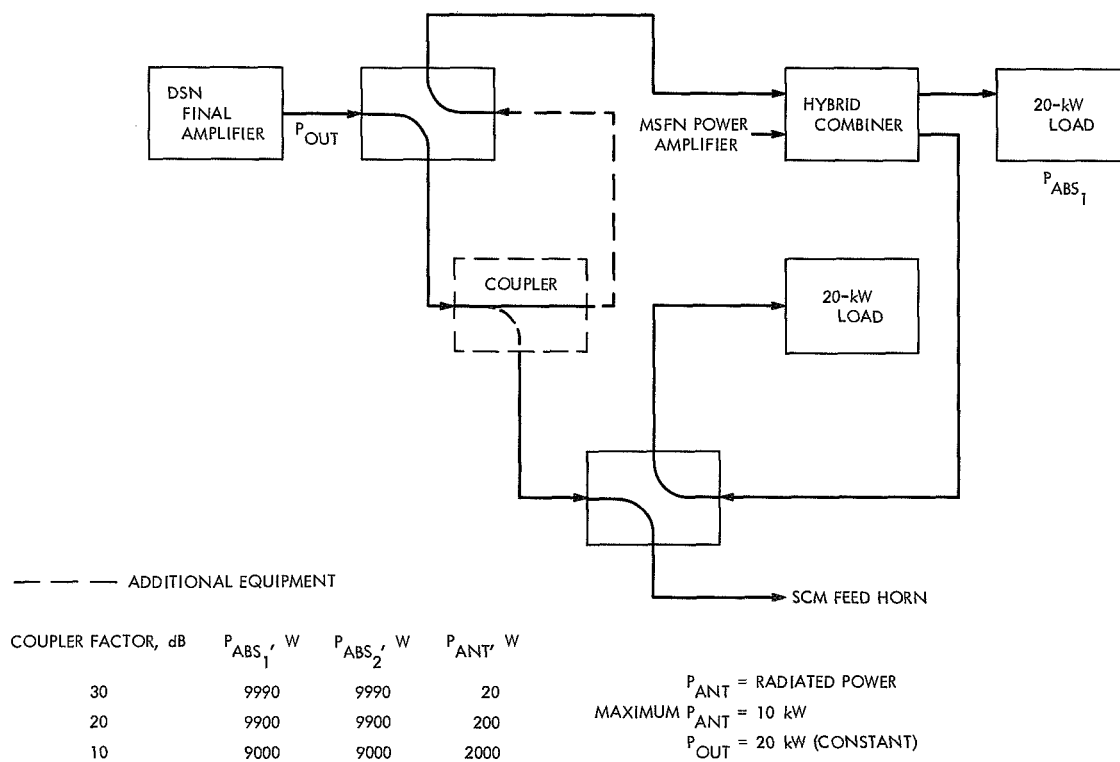 DSN
FINAL
AMPLIFIER
P_OUT
MSFN POWER
AMPLIFIER
HYBRID
COMBINER
20-kW
LOAD
P_ABS_1
COUPLER
20-kW
LOAD
SCM FEED HORN
ADDITIONAL EQUIPMENT
COUPLER FACTOR, dB P_ABS_1, W P_ABS_2, W P_ANT, W
30 9990 9990 20
20 9900 9900 200
10 9000 9000 2000
P_ANT = RADIATED POWER
MAXIMUM P_ANT = 10 kW
P_OUT = 20 kW (CONSTANT)